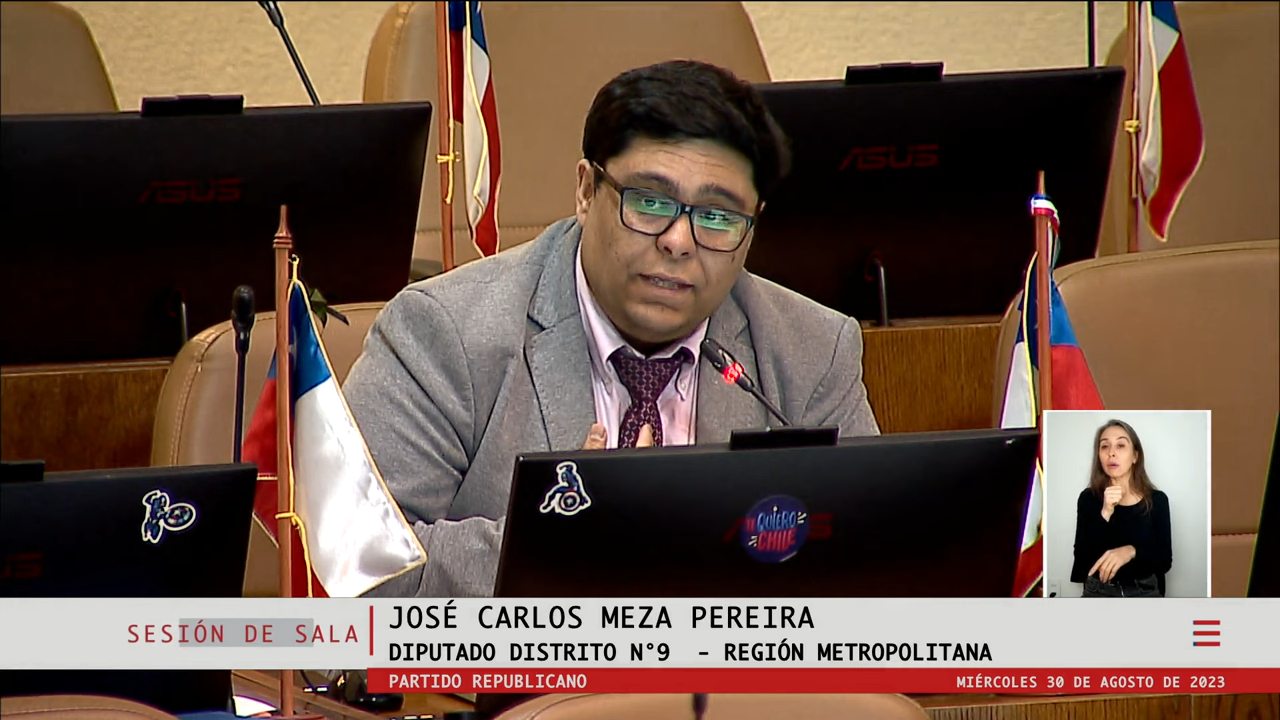 ASUS
ASUS
TE QUIERO
CHILE
SESIÓN DE SALA
JOSÉ CARLOS MEZA PEREIRA
DIPUTADO DISTRITO N°9 - REGIÓN METROPOLITANA
PARTIDO REPUBLICANO
MIÉRCOLES 30 DE AGOSTO DE 2023